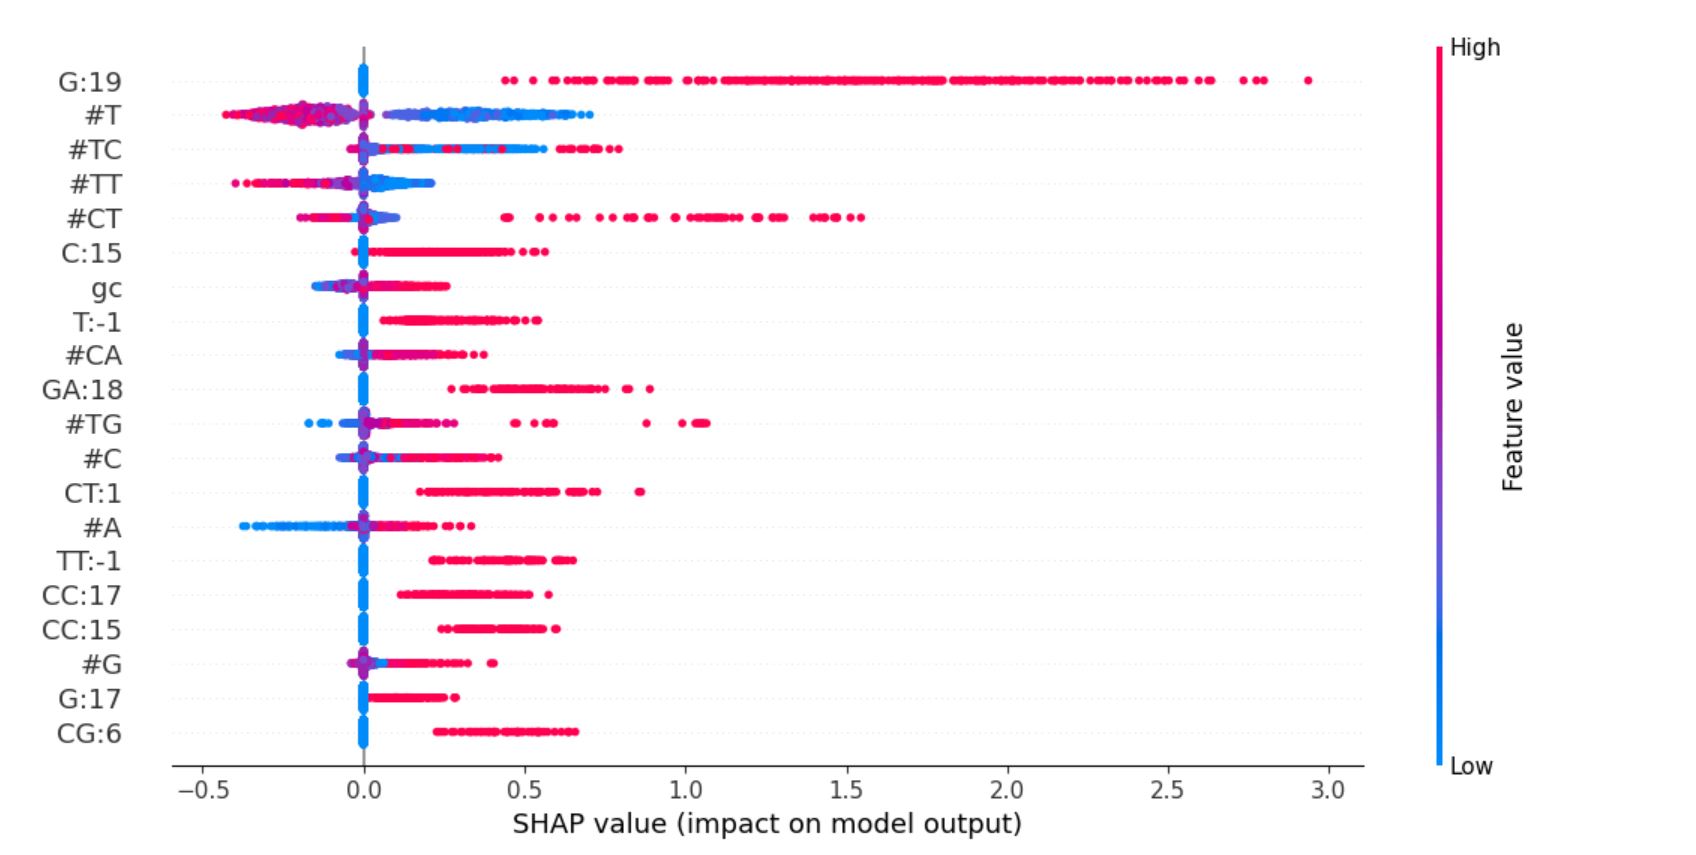 High
G:19
#T
#TC
#TT
#CT
C:15
gc
T:-1
#CA
GA:18
#TG
#C
CT:1
#A
TT:-1
CC:17
CC:15
#G
G:17
CG:6
Feature value
Low
−0.5 0.0 0.5 1.0 1.5 2.0 2.5 3.0
SHAP value (impact on model output)